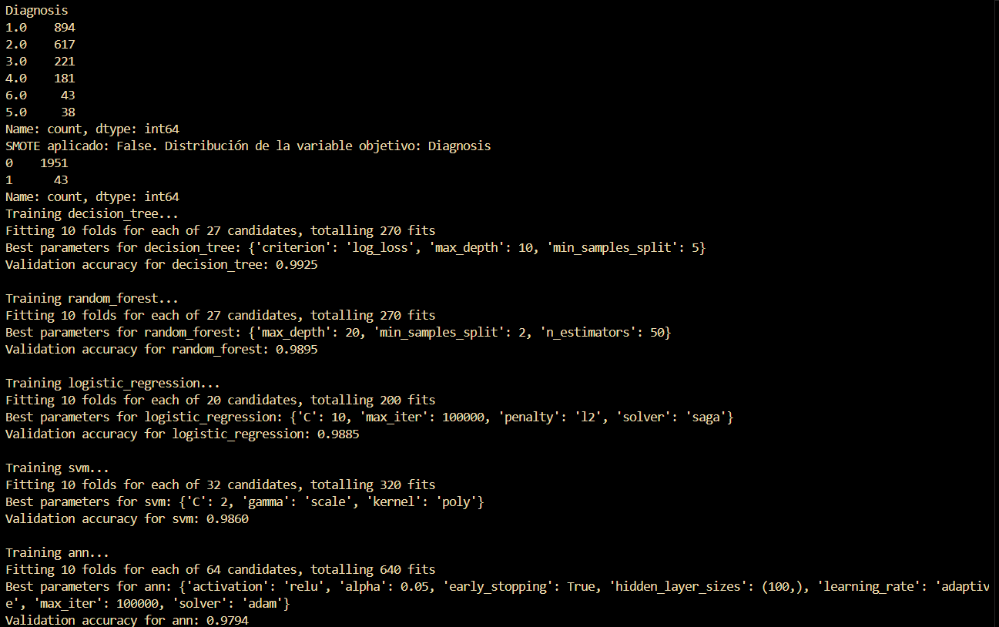 Diagnosis
1.0    894
2.0    617
3.0    221
4.0    181
6.0     43
5.0     38
Name: count, dtype: int64
SMOTE aplicado: False. Distribución de la variable objetivo: Diagnosis
0    1951
1      43
Name: count, dtype: int64
Training decision_tree...
Fitting 10 folds for each of 27 candidates, totalling 270 fits
Best parameters for decision_tree: {'criterion': 'log_loss', 'max_depth': 10, 'min_samples_split': 5}
Validation accuracy for decision_tree: 0.9925
Training random_forest...
Fitting 10 folds for each of 27 candidates, totalling 270 fits
Best parameters for random_forest: {'max_depth': 20, 'min_samples_split': 2, 'n_estimators': 50}
Validation accuracy for random_forest: 0.9895
Training logistic_regression...
Fitting 10 folds for each of 20 candidates, totalling 200 fits
Best parameters for logistic_regression: {'C': 10, 'max_iter': 100000, 'penalty': 'l2', 'solver': 'saga'}
Validation accuracy for logistic_regression: 0.9885
Training svm...
Fitting 10 folds for each of 32 candidates, totalling 320 fits
Best parameters for svm: {'C': 2, 'gamma': 'scale', 'kernel': 'poly'}
Validation accuracy for svm: 0.9860
Training ann...
Fitting 10 folds for each of 64 candidates, totalling 640 fits
Best parameters for ann: {'activation': 'relu', 'alpha': 0.05, 'early_stopping': True, 'hidden_layer_sizes': (100,), 'learning_rate': 'adaptiv
e', 'max_iter': 100000, 'solver': 'adam'}
Validation accuracy for ann: 0.9794